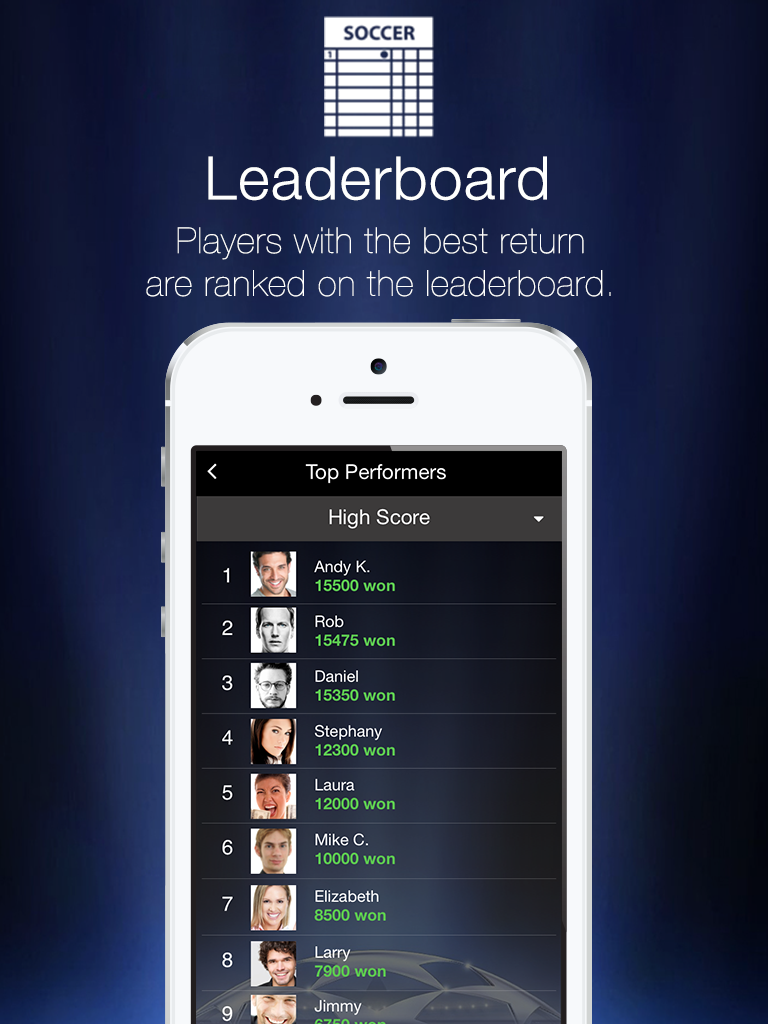 SOCCER
1
Leaderboard
Players with the best return
are ranked on the leaderboard.
Top Performers
High Score
1
Andy K.
15500 won
2
Rob
15475 won
3
Daniel
15350 won
4
Stephany
12300 won
5
Laura
12000 won
6
Mike C.
10000 won
7
Elizabeth
8500 won
8
Larry
7900 won
9
Jimmy
6750 won